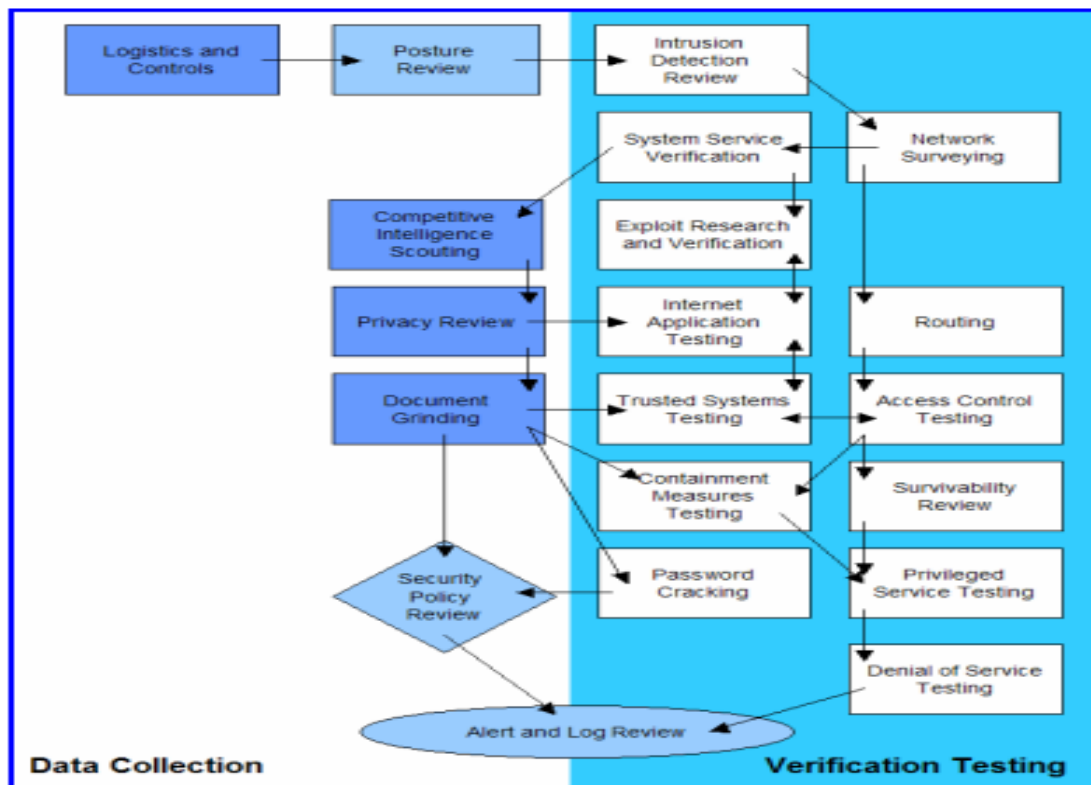 Logistics and
Controls
Posture
Review
Intrusion
Detection
Review
System Service
Verification
Network
Surveying
Competitive
Intelligence
Scouting
Exploit Research
and Verification
Privacy Review
Internet
Application
Testing
Routing
Document
Grinding
Trusted Systems
Testing
Access Control
Testing
Containment
Measures
Testing
Survivability
Review
Security
Policy
Review
Password
Cracking
Privileged
Service Testing
Denial of Service
Testing
Alert and Log Review
Data Collection
Verification Testing